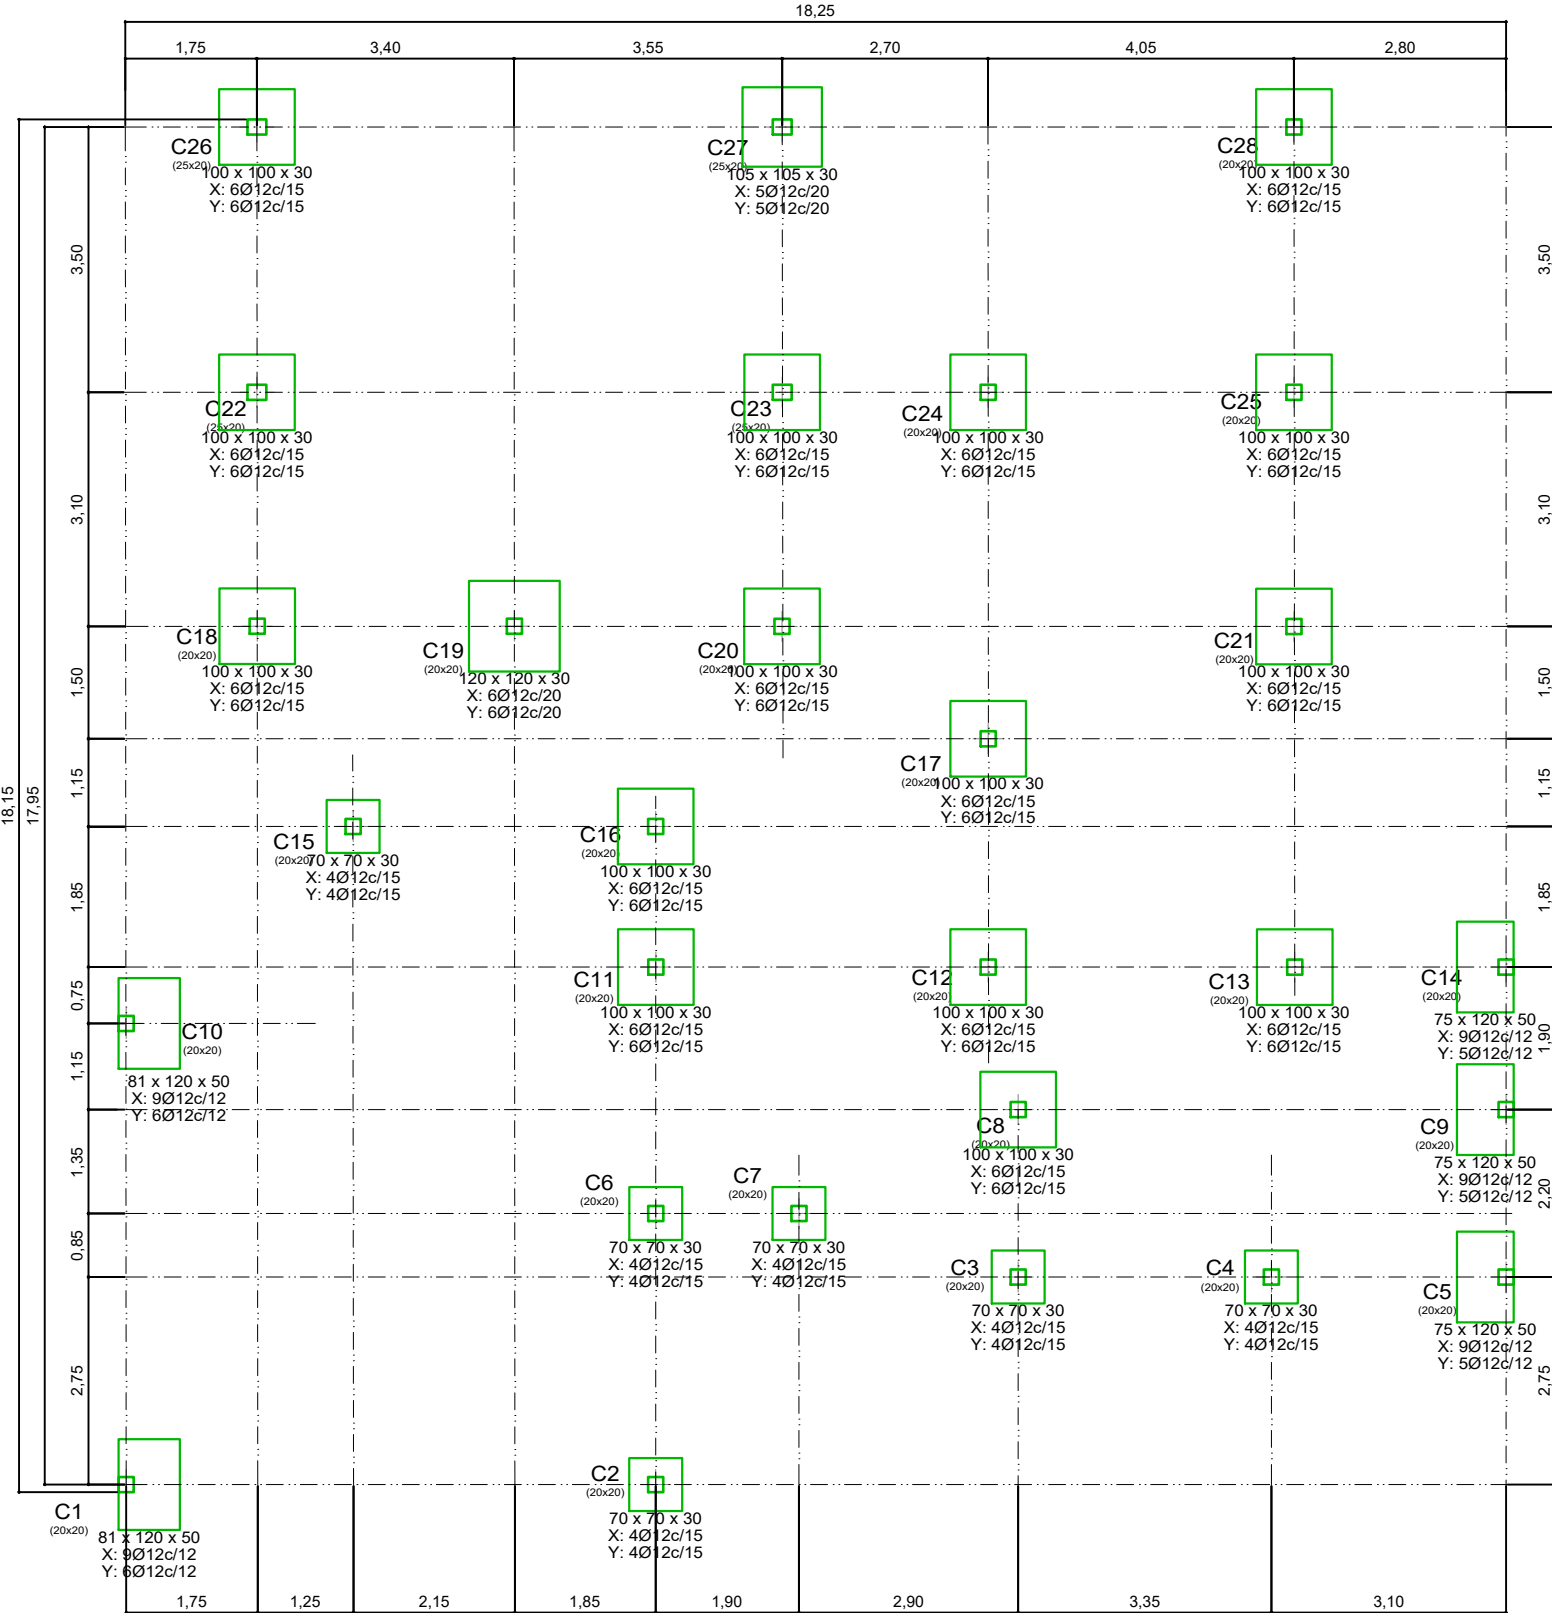 18,25
1,75
3,40
3,55
2,70
4,05
2,80
C26
(25x20)
100 x 100 x 30
X: 6Ø12c/15
Y: 6Ø12c/15
C27
(25x20)
105 x 105 x 30
X: 5Ø12c/20
Y: 5Ø12c/20
C28
(20x20)
100 x 100 x 30
X: 6Ø12c/15
Y: 6Ø12c/15
3,50
3,50
C22
(25x20)
100 x 100 x 30
X: 6Ø12c/15
Y: 6Ø12c/15
C23
(25x20)
100 x 100 x 30
X: 6Ø12c/15
Y: 6Ø12c/15
C24
(20x20)
100 x 100 x 30
X: 6Ø12c/15
Y: 6Ø12c/15
C25
(20x20)
100 x 100 x 30
X: 6Ø12c/15
Y: 6Ø12c/15
3,10
3,10
C18
(20x20)
100 x 100 x 30
X: 6Ø12c/15
Y: 6Ø12c/15
C19
(20x20)
120 x 120 x 30
X: 6Ø12c/20
Y: 6Ø12c/20
C20
(20x20)
100 x 100 x 30
X: 6Ø12c/15
Y: 6Ø12c/15
C21
(20x20)
100 x 100 x 30
X: 6Ø12c/15
Y: 6Ø12c/15
1,50
1,50
C17
(20x20)
100 x 100 x 30
X: 6Ø12c/15
Y: 6Ø12c/15
18,15
17,95
1,15
1,15
C15
(20x20)
70 x 70 x 30
X: 4Ø12c/15
Y: 4Ø12c/15
C16
(20x20)
100 x 100 x 30
X: 6Ø12c/15
Y: 6Ø12c/15
1,85
1,85
C11
(20x20)
100 x 100 x 30
X: 6Ø12c/15
Y: 6Ø12c/15
C12
(20x20)
100 x 100 x 30
X: 6Ø12c/15
Y: 6Ø12c/15
C13
(20x20)
100 x 100 x 30
X: 6Ø12c/15
Y: 6Ø12c/15
C14
(20x20)
75 x 120 x 50
X: 9Ø12c/12
Y: 5Ø12c/12
0,75
1,90
C10
(20x20)
81 x 120 x 50
X: 9Ø12c/12
Y: 6Ø12c/12
1,15
C8
(20x20)
100 x 100 x 30
X: 6Ø12c/15
Y: 6Ø12c/15
C9
(20x20)
75 x 120 x 50
X: 9Ø12c/12
Y: 5Ø12c/12
1,35
2,20
C6
(20x20)
70 x 70 x 30
X: 4Ø12c/15
Y: 4Ø12c/15
C7
(20x20)
70 x 70 x 30
X: 4Ø12c/15
Y: 4Ø12c/15
0,85
C3
(20x20)
70 x 70 x 30
X: 4Ø12c/15
Y: 4Ø12c/15
C4
(20x20)
70 x 70 x 30
X: 4Ø12c/15
Y: 4Ø12c/15
C5
(20x20)
75 x 120 x 50
X: 9Ø12c/12
Y: 5Ø12c/12
2,75
2,75
C1
(20x20)
81 x 120 x 50
X: 9Ø12c/12
Y: 6Ø12c/12
C2
(20x20)
70 x 70 x 30
X: 4Ø12c/15
Y: 4Ø12c/15
1,75
1,25
2,15
1,85
1,90
2,90
3,35
3,10